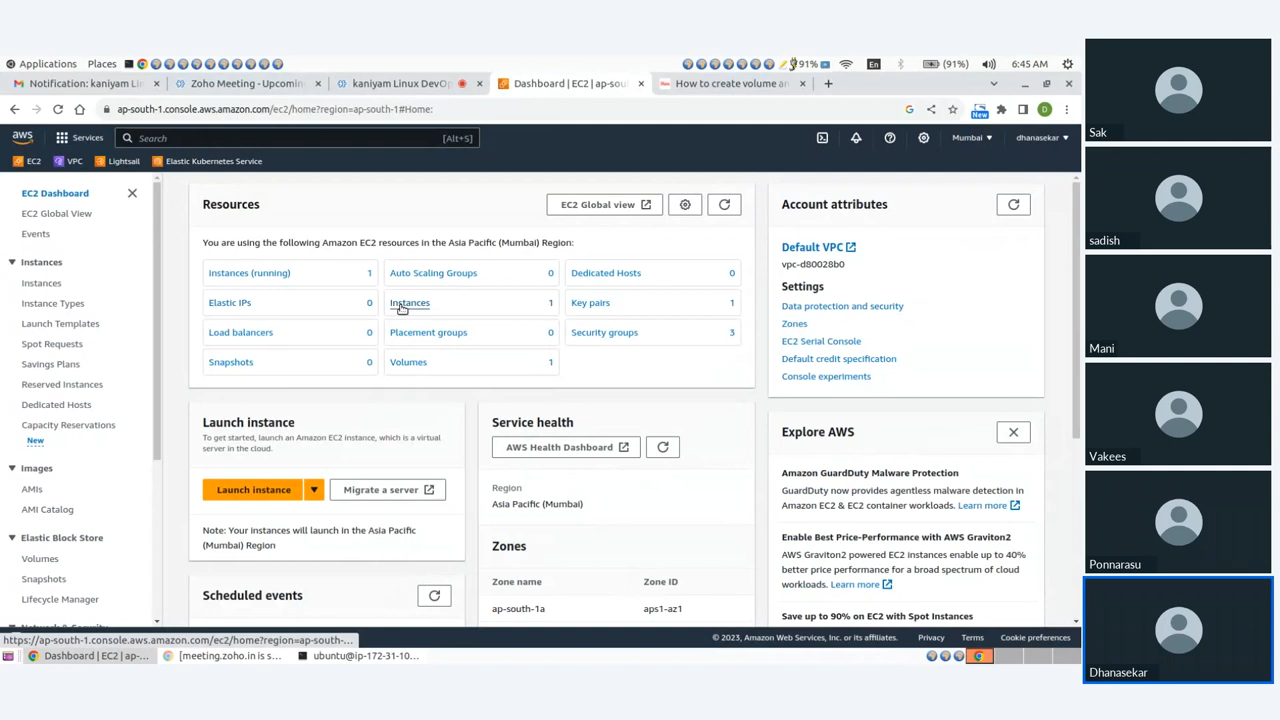 Applications Places 91% En (91%) 6:45 AM
Notification: kaniyam Lin
Zoho Meeting - Upcomin
kaniyam Linux DevO
Dashboard | EC2 | ap-sou
How to create volume an
ap-south-1.console.aws.amazon.com/ec2/home?region=ap-south-1#Home:
New
D
aws
Services
Search
[Alt+S]
Mumbai
dhanasekar
EC2
VPC
Lightsail
Elastic Kubernetes Service
EC2 Dashboard
EC2 Global View
Events
Instances
Instances
Instance Types
Launch Templates
Spot Requests
Savings Plans
Reserved Instances
Dedicated Hosts
Capacity Reservations
New
Images
AMIs
AMI Catalog
Elastic Block Store
Volumes
Snapshots
Lifecycle Manager
Resources
EC2 Global view
You are using the following Amazon EC2 resources in the Asia Pacific (Mumbai) Region:
Instances (running) 1
Auto Scaling Groups 0
Dedicated Hosts 0
Elastic IPs 0
Instances 1
Key pairs 1
Load balancers 0
Placement groups 0
Security groups 3
Snapshots 0
Volumes 1
Launch instance
To get started, launch an Amazon EC2 instance, which is a virtual
server in the cloud.
Launch instance
Migrate a server
Note: Your instances will launch in the Asia Pacific
(Mumbai) Region
Scheduled events
Service health
AWS Health Dashboard
Region
Asia Pacific (Mumbai)
Zones
Zone name
Zone ID
ap-south-1a
aps1-az1
Account attributes
Default VPC
vpc-d80028b0
Settings
Data protection and security
Zones
EC2 Serial Console
Default credit specification
Console experiments
Explore AWS
Amazon GuardDuty Malware Protection
GuardDuty now provides agentless malware detection in
Amazon EC2 & EC2 container workloads. Learn more
Enable Best Price-Performance with AWS Graviton2
AWS Graviton2 powered EC2 instances enable up to 40%
better price performance for a broad spectrum of cloud
workloads. Learn more
Save up to 90% on EC2 with Spot Instances
https://ap-south-1.console.aws.amazon.com/ec2/home?region=ap-south-...
© 2023, Amazon Web Services, Inc. or its affiliates.
Privacy
Terms
Cookie preferences
Dashboard | EC2 | ap-...
[meeting.zoho.in is s...
ubuntu@ip-172-31-10...
Sak
sadish
Mani
Vakees
Ponnarasu
Dhanasekar